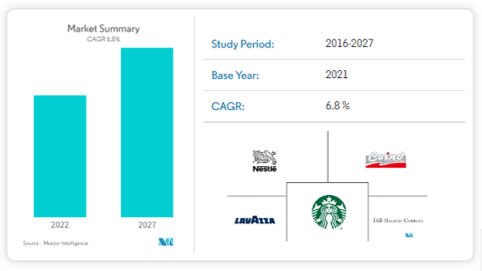 Market Summary
CAGR 6.8%
2022
2027
Source: Mordor Intelligence
Study Period: 2016-2027
Base Year: 2021
CAGR: 6.8 %
Nestlé
LAVAZZA
JAB Holding Company